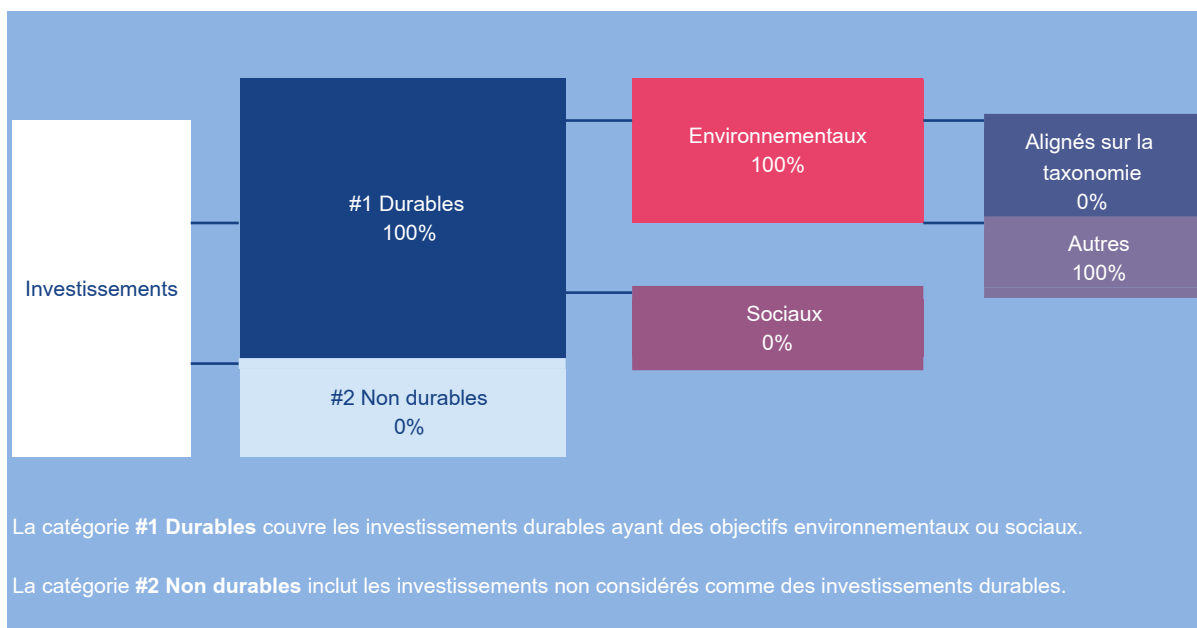 Investissements
#1 Durables
100%
#2 Non durables
0%
Environnementaux
100%
Sociaux
0%
Alignés sur la
taxonomie
0%
Autres
100%
La catégorie #1 Durables couvre les investissements durables ayant des objectifs environnementaux ou sociaux.
La catégorie #2 Non durables inclut les investissements non considérés comme des investissements durables.